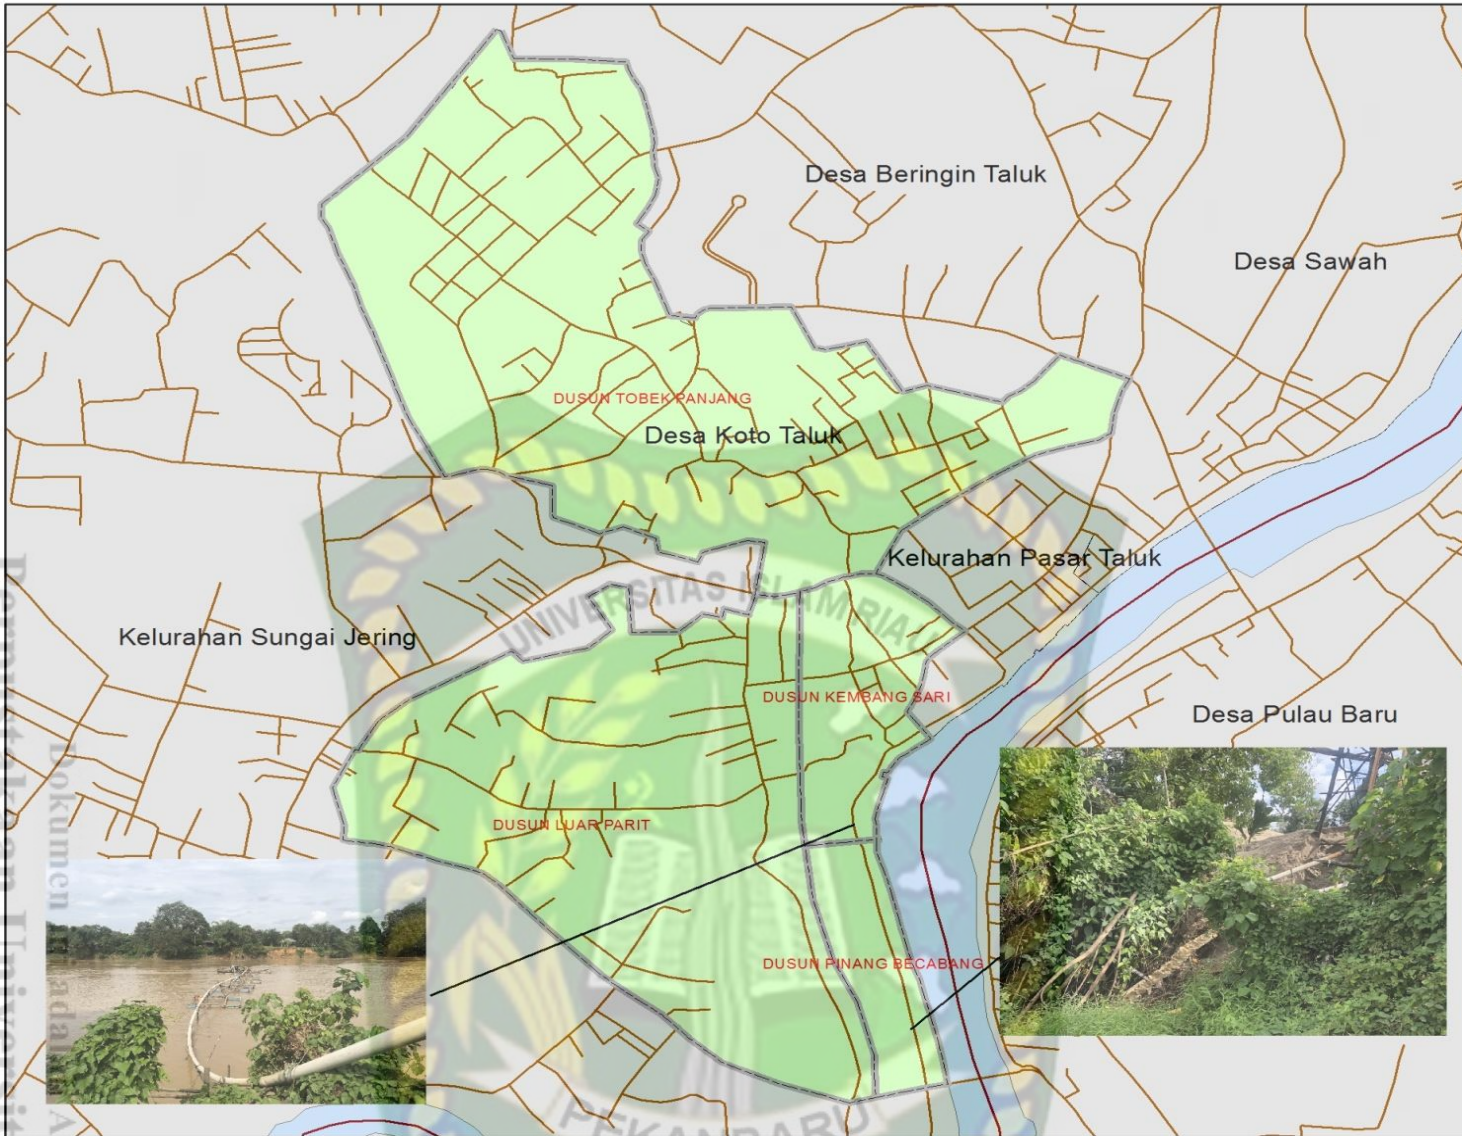 Desa Beringin Taluk
Desa Sawah
DUSUN TOBEK PANJANG
Desa Koto Taluk
Kelurahan Pasar Taluk
UNIVERSITAS ISLAM RIAU
Kelurahan Sungai Jering
DUSUN KEMBANG SARI
Desa Pulau Baru
DUSUN LUAR PARIT
DUSUN PINANG BECABANG
PEKANBARU
Dokumen